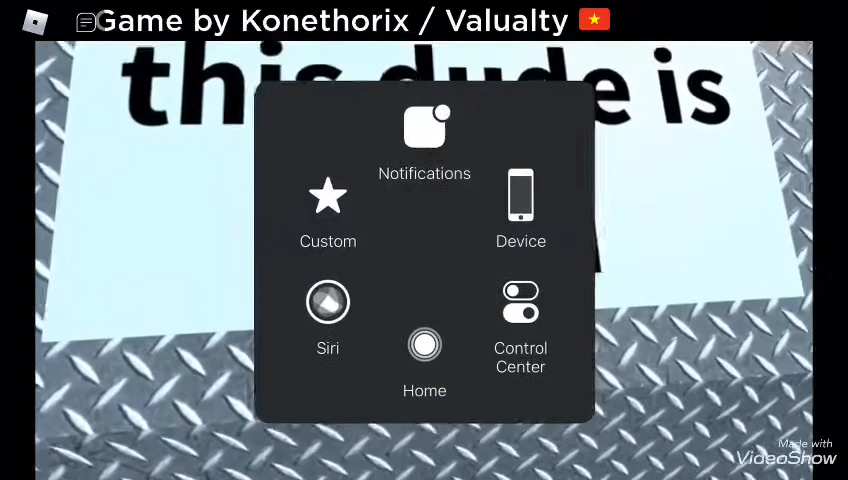 Game by Konethorix / Valualty
this dude is
Notifications
Custom
Device
Siri
Control
Center
Home
Made with
VideoShow